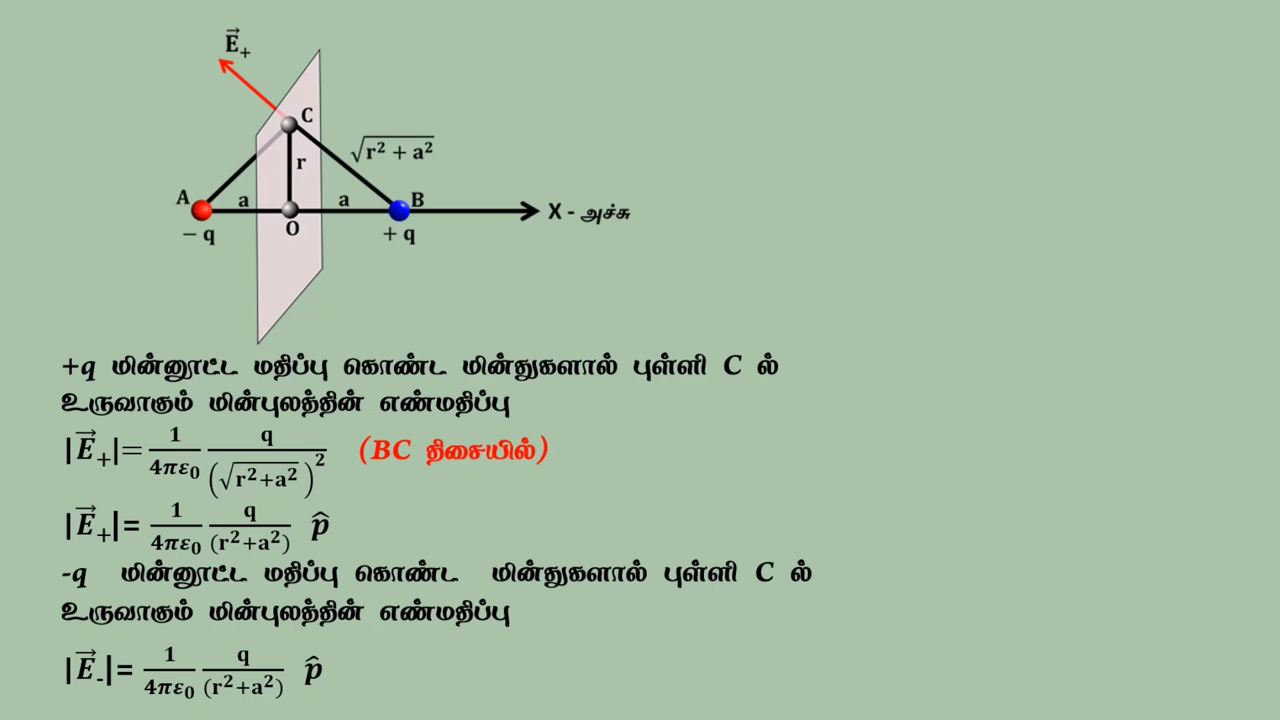 E⃗₊
C
√(r² + a²)
r
A
a
a
B
X - அச்சு
O
− q
+ q
+q மின்னூட்ட மதிப்பு கொண்ட மின்துகளால் புள்ளி C ல்
உருவாகும் மின்புலத்தின் எண்மதிப்பு
|E⃗₊|= 1/4πε₀ q/(√(r²+a²))² (BC திசையில்)
|E⃗₊|= 1/4πε₀ q/(r²+a²) p̂
-q மின்னூட்ட மதிப்பு கொண்ட மின்துகளால் புள்ளி C ல்
உருவாகும் மின்புலத்தின் எண்மதிப்பு
|E⃗₋|= 1/4πε₀ q/(r²+a²) p̂